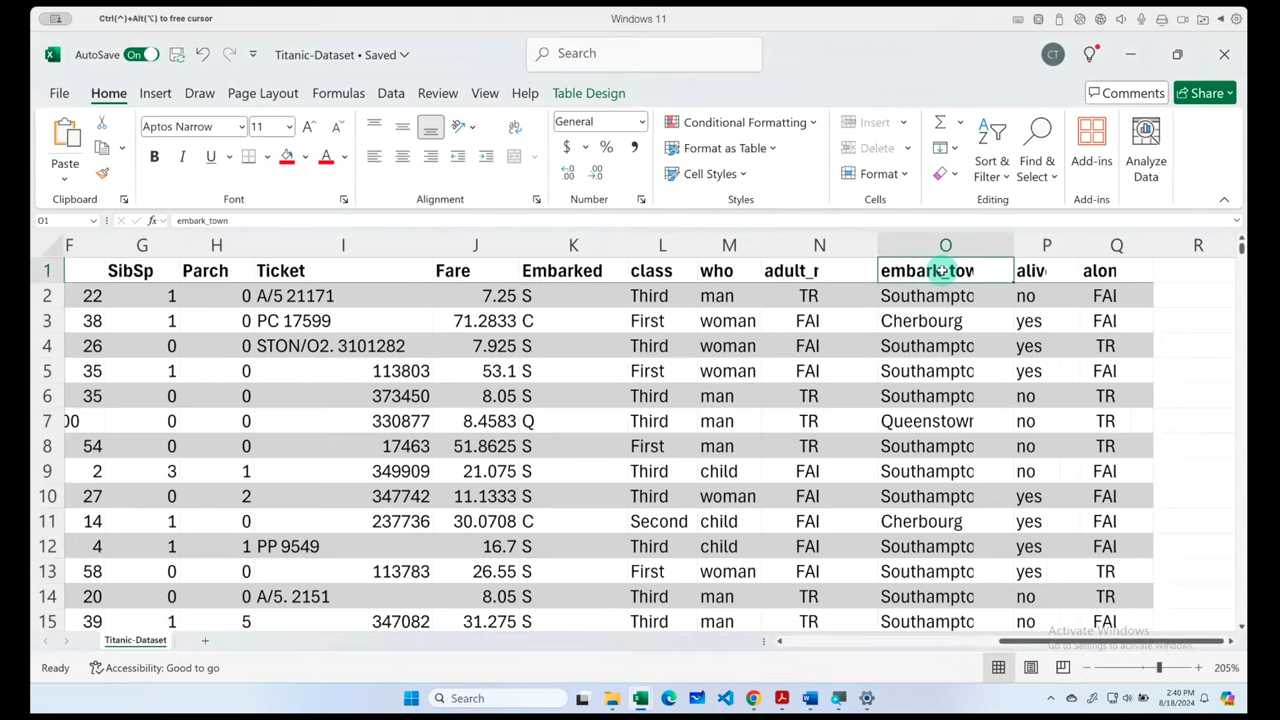 Ctrl(^)+Alt(⌥) to free cursor
Windows 11
AutoSave On
Titanic-Dataset • Saved
Search
CT
File Home Insert Draw Page Layout Formulas Data Review View Help Table Design
Comments Share
Paste
Clipboard
Aptos Narrow 11
B I U
Font
Alignment
General
$ % ,
Number
Conditional Formatting
Format as Table
Cell Styles
Styles
Insert
Delete
Format
Cells
Sort & Filter
Find & Select
Editing
Add-ins
Add-ins
Analyze Data
O1 fx embark_town
F G H I J K L M N O P Q R
1 SibSp Parch Ticket Fare Embarked class who adult_r embark_tow aliv alon
2 22 1 0 A/5 21171 7.25 S Third man TR Southampto no FAI
3 38 1 0 PC 17599 71.2833 C First woman FAI Cherbourg yes FAI
4 26 0 0 STON/O2. 3101282 7.925 S Third woman FAI Southampto yes TR
5 35 1 0 113803 53.1 S First woman FAI Southampto yes FAI
6 35 0 0 373450 8.05 S Third man TR Southampto no TR
7 00 0 0 330877 8.4583 Q Third man TR Queenstown no TR
8 54 0 0 17463 51.8625 S First man TR Southampto no TR
9 2 3 1 349909 21.075 S Third child FAI Southampto no FAI
10 27 0 2 347742 11.1333 S Third woman FAI Southampto yes FAI
11 14 1 0 237736 30.0708 C Second child FAI Cherbourg yes FAI
12 4 1 1 PP 9549 16.7 S Third child FAI Southampto yes FAI
13 58 0 0 113783 26.55 S First woman FAI Southampto yes TR
14 20 0 0 A/5. 2151 8.05 S Third man TR Southampto no TR
15 39 1 5 347082 31.275 S Third man TR Southampto no FAI
Activate Windows
Go to Settings to activate Windows.
Titanic-Dataset
Ready
Accessibility: Good to go
205%
Search
2:40 PM
8/18/2024